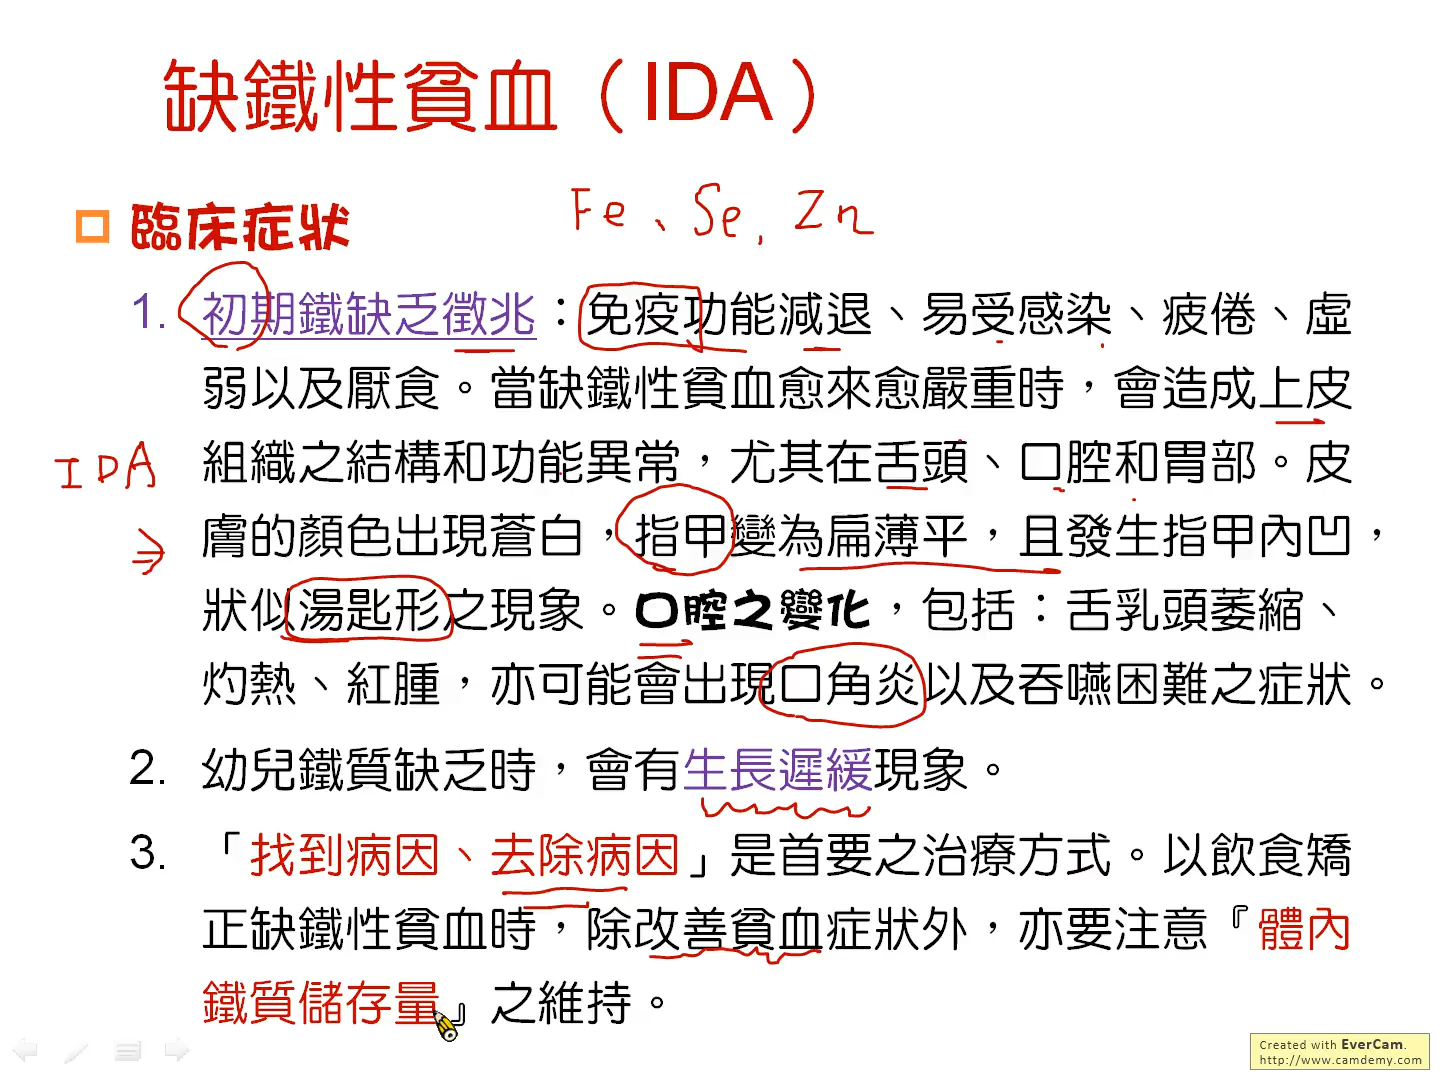 缺鐵性貧血（IDA）
Fe、Se, Zn
臨床症狀
1. 初期鐵缺乏徵兆：免疫功能減退、易受感染、疲倦、虛
弱以及厭食。當缺鐵性貧血愈來愈嚴重時，會造成上皮
IDA
組織之結構和功能異常，尤其在舌頭、口腔和胃部。皮
⇒
膚的顏色出現蒼白，指甲變為扁薄平，且發生指甲內凹，
狀似湯匙形之現象。口腔之變化，包括：舌乳頭萎縮、
灼熱、紅腫，亦可能會出現口角炎以及吞嚥困難之症狀。
2. 幼兒鐵質缺乏時，會有生長遲緩現象。
3. 「找到病因、去除病因」是首要之治療方式。以飲食矯
正缺鐵性貧血時，除改善貧血症狀外，亦要注意『體內
鐵質儲存量』之維持。
Created with EverCam.
http://www.camdemy.com